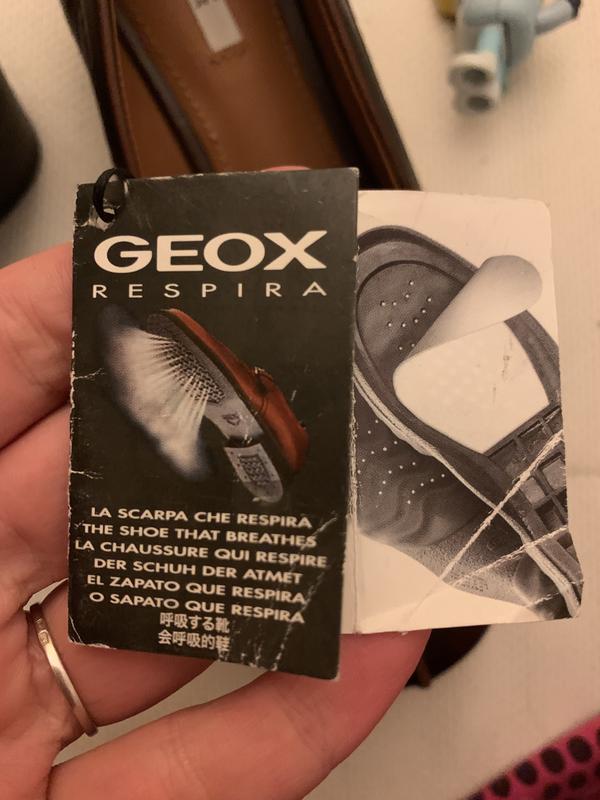 GEOX
RESPIRA
LA SCARPA CHE RESPIRA
THE SHOE THAT BREATHES
LA CHAUSSURE QUI RESPIRE
DER SCHUH DER ATMET
EL ZAPATO QUE RESPIRA
O SAPATO QUE RESPIRA
呼吸する靴
会呼吸的鞋